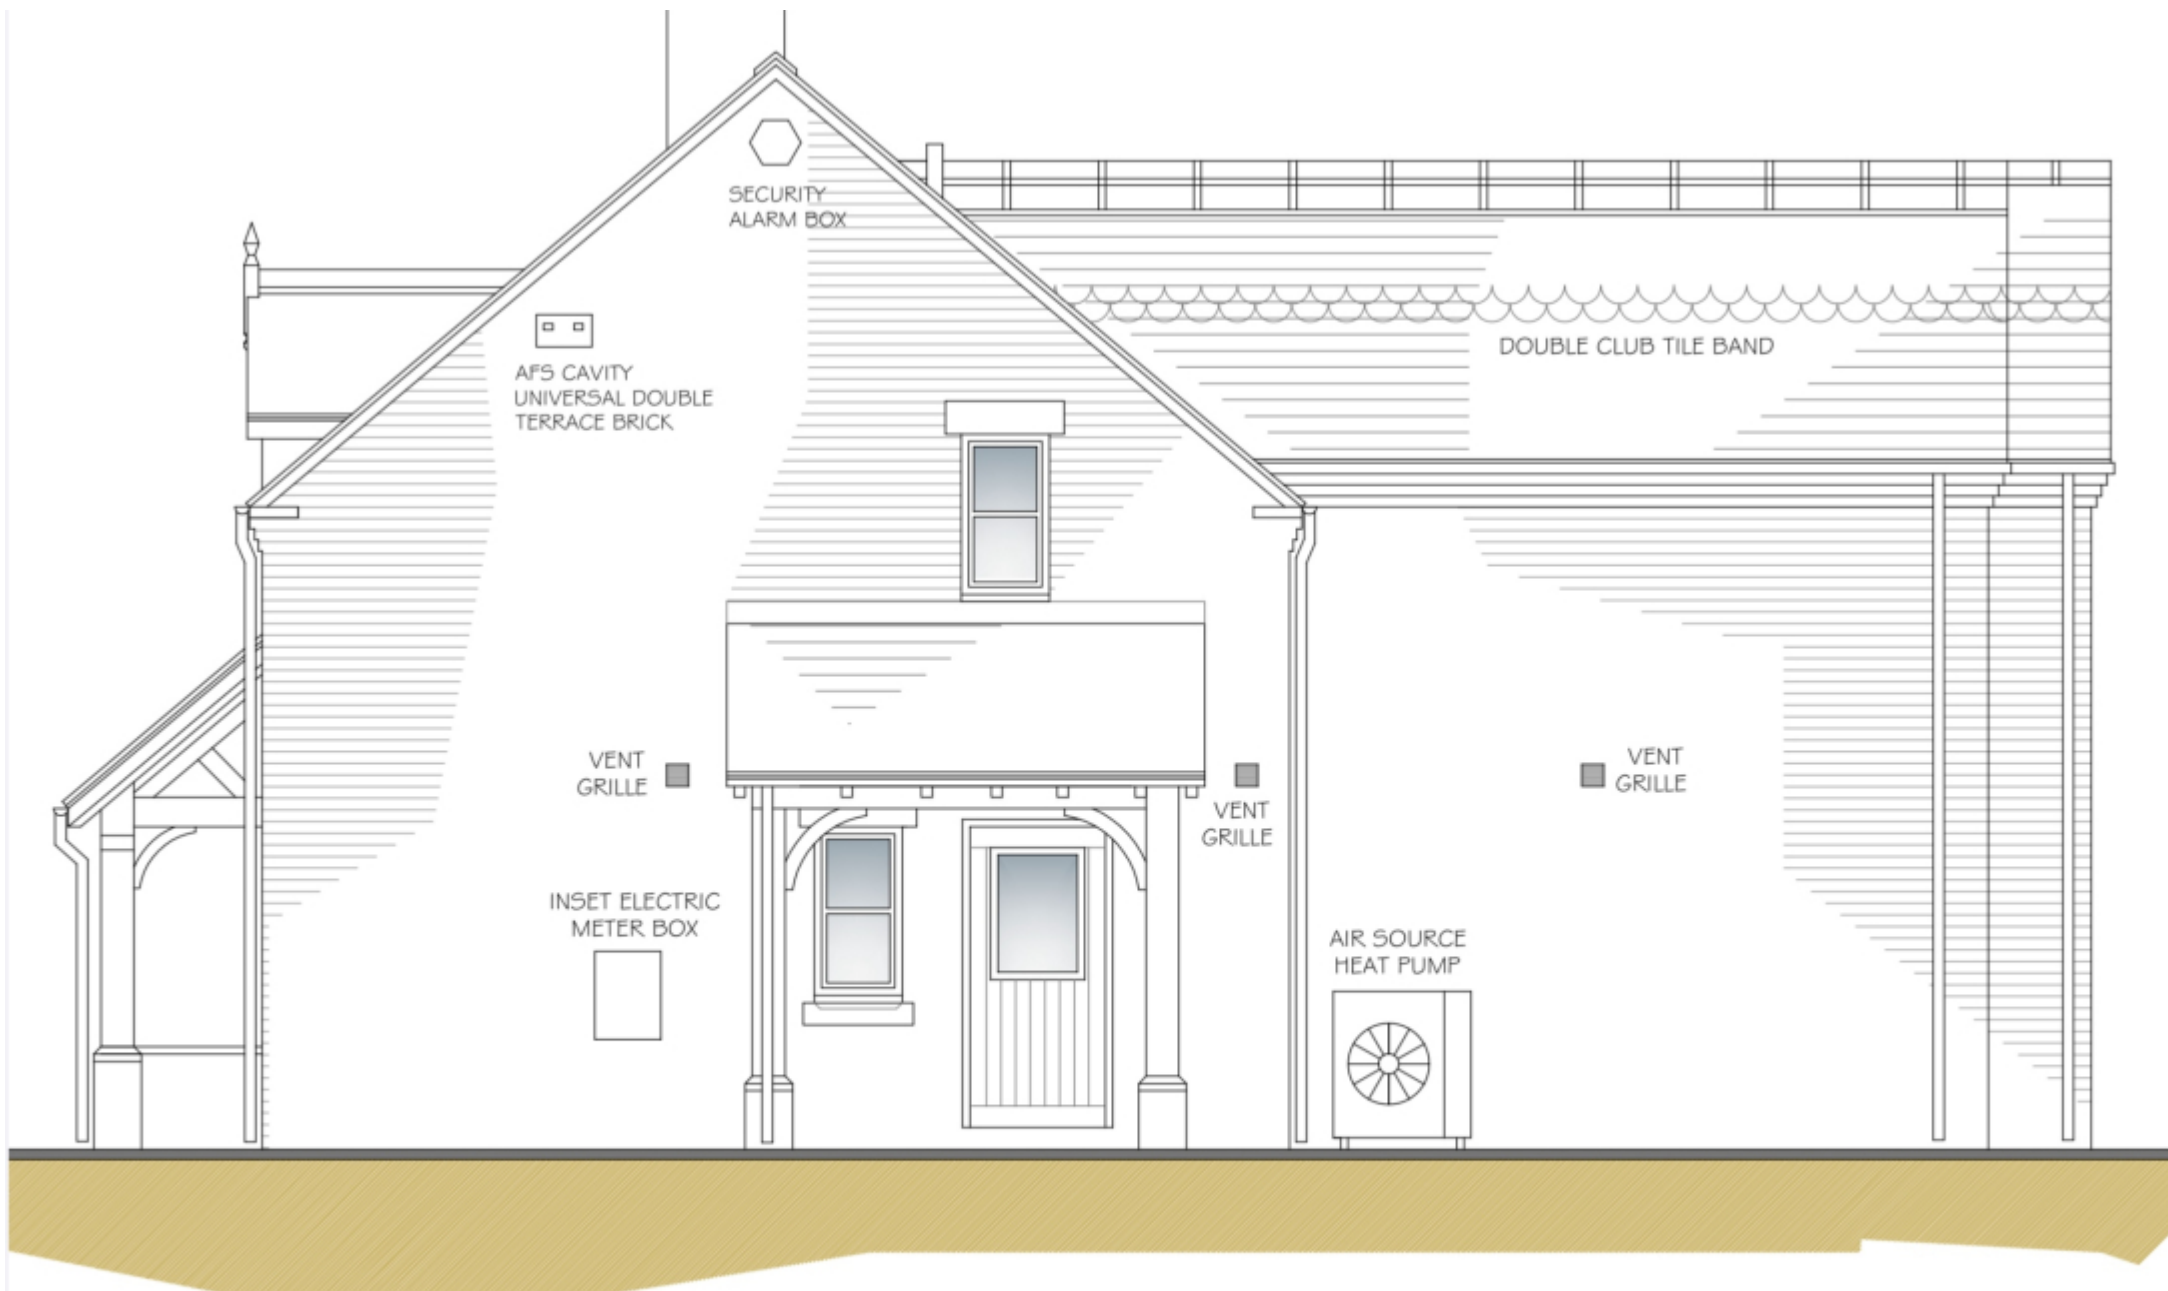 SECURITY
ALARM BOX
DOUBLE CLUB TILE BAND
AFS CAVITY
UNIVERSAL DOUBLE
TERRACE BRICK
VENT
GRILLE
VENT
GRILLE
VENT
GRILLE
INSET ELECTRIC
METER BOX
AIR SOURCE
HEAT PUMP